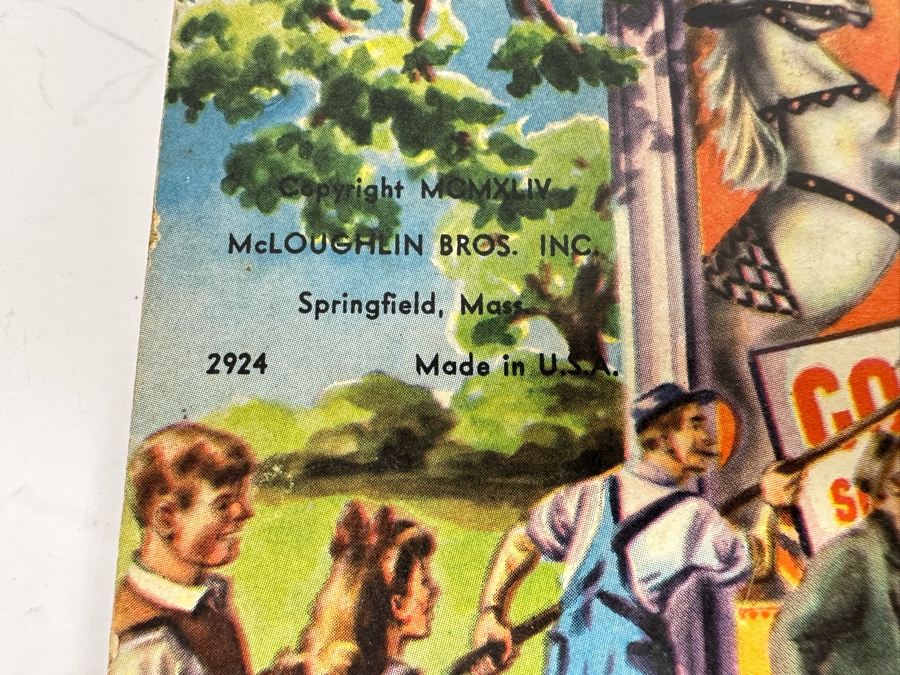 Copyright MCMXLIV
McLOUGHLIN BROS. INC.
Springfield, Mass.
2924 Made in U.S.A.